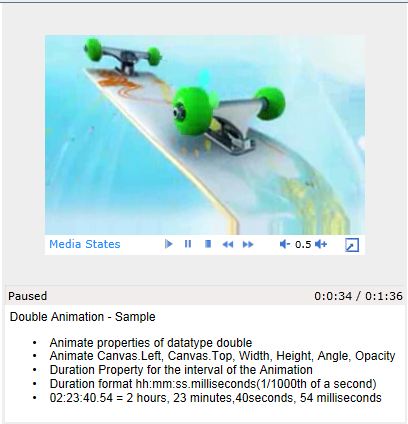 Media States 0.5
Paused 0:0:34 / 0:1:36
Double Animation - Sample
• Animate properties of datatype double
• Animate Canvas.Left, Canvas.Top, Width, Height, Angle, Opacity
• Duration Property for the interval of the Animation
• Duration format hh:mm:ss.milliseconds(1/1000th of a second)
• 02:23:40.54 = 2 hours, 23 minutes,40seconds, 54 milliseconds